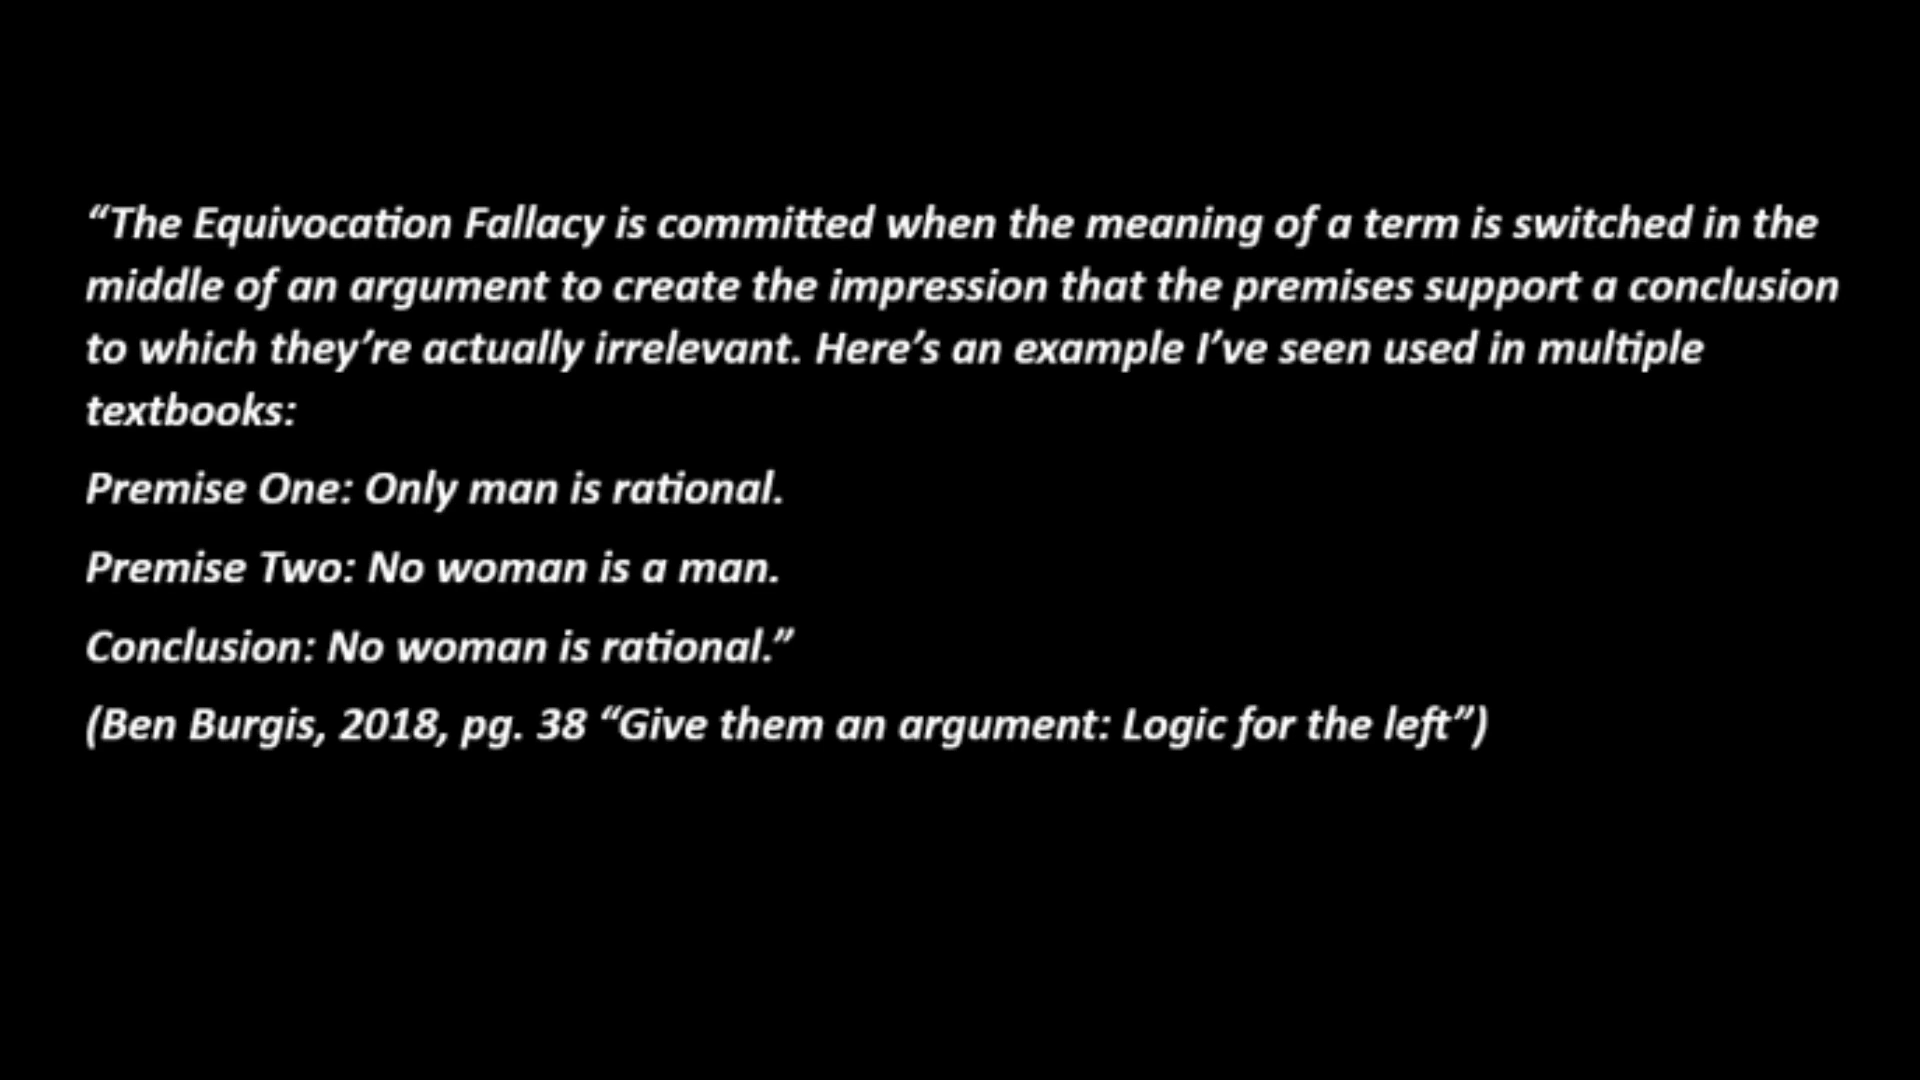 “The Equivocation Fallacy is committed when the meaning of a term is switched in the
middle of an argument to create the impression that the premises support a conclusion
to which they’re actually irrelevant. Here’s an example I’ve seen used in multiple
textbooks:
Premise One: Only man is rational.
Premise Two: No woman is a man.
Conclusion: No woman is rational.”
(Ben Burgis, 2018, pg. 38 “Give them an argument: Logic for the left”)